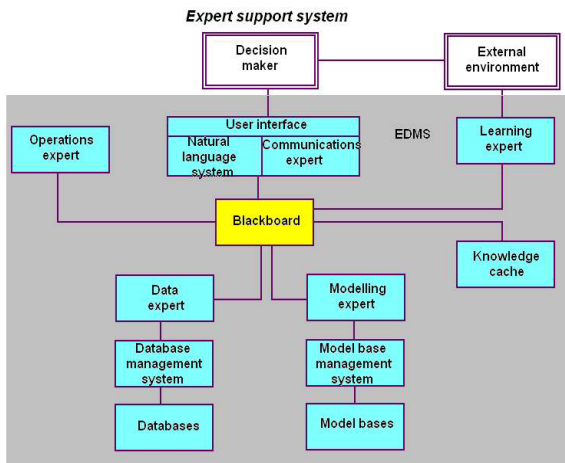 Expert support system
Decision
maker
External
environment
User interface
Natural
language
system
Communications
expert
EDMS
Operations
expert
Learning
expert
Blackboard
Knowledge
cache
Data
expert
Modelling
expert
Database
management
system
Model base
management
system
Databases
Model bases